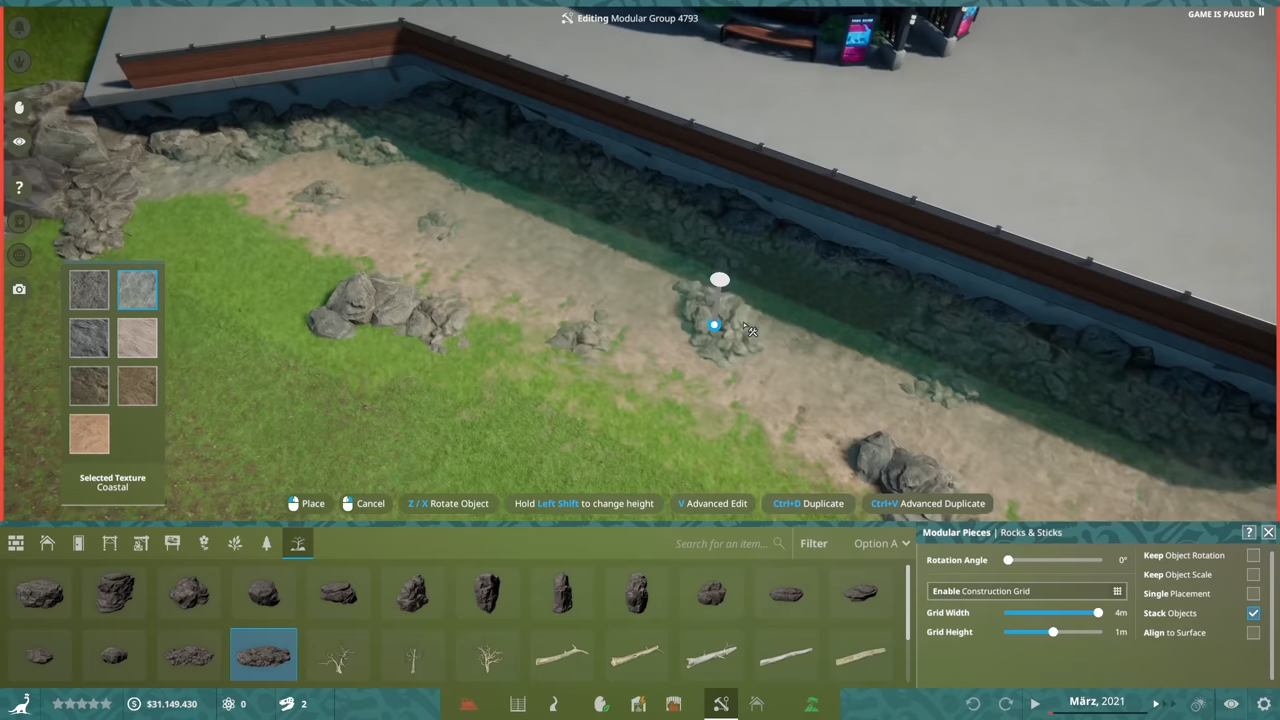 Editing Modular Group 4793
GAME IS PAUSED
?
Selected Texture
Coastal
Place
Cancel
Z / X Rotate Object
Hold Left Shift to change height
V Advanced Edit
Ctrl+D Duplicate
Ctrl+V Advanced Duplicate
Search for an item...
Filter
Option A
Modular Pieces | Rocks & Sticks
?
Rotation Angle
0°
Enable Construction Grid
Grid Width
4m
Grid Height
1m
Keep Object Rotation
Keep Object Scale
Single Placement
Stack Objects
Align to Surface
$31.149.430
0
2
März, 2021